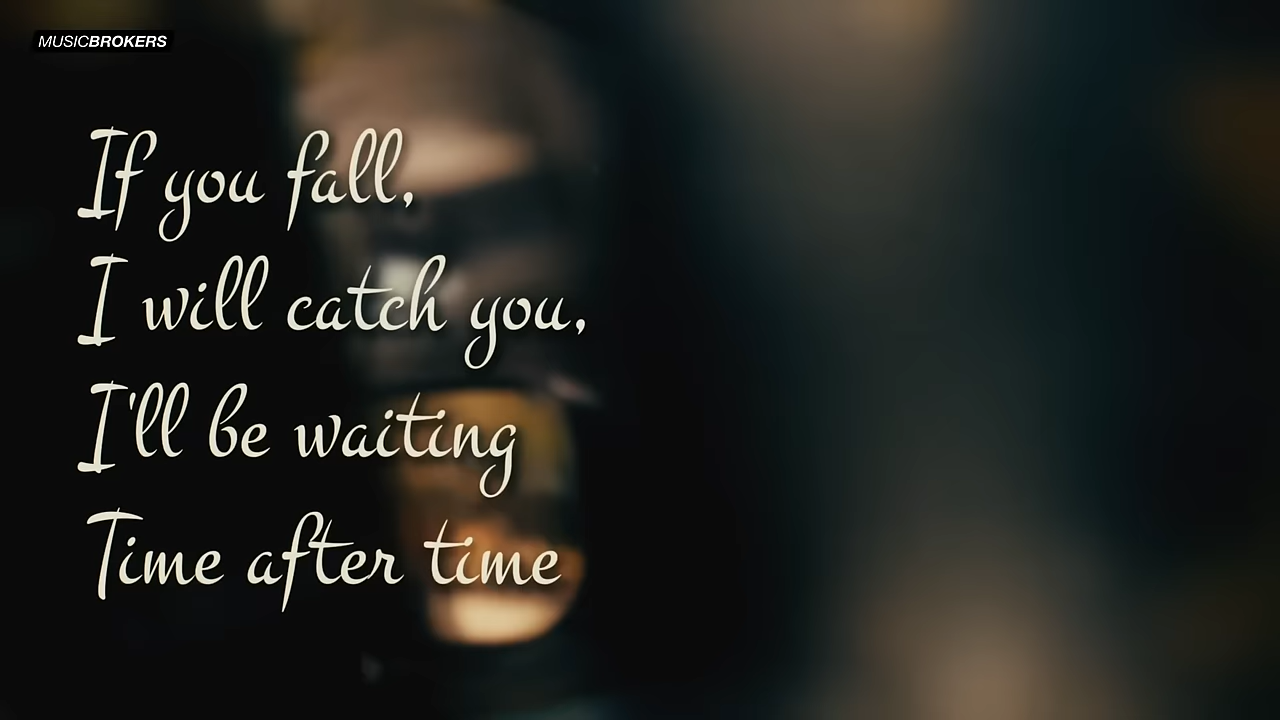 MUSICBROKERS
If you fall,
I will catch you,
I'll be waiting
Time after time